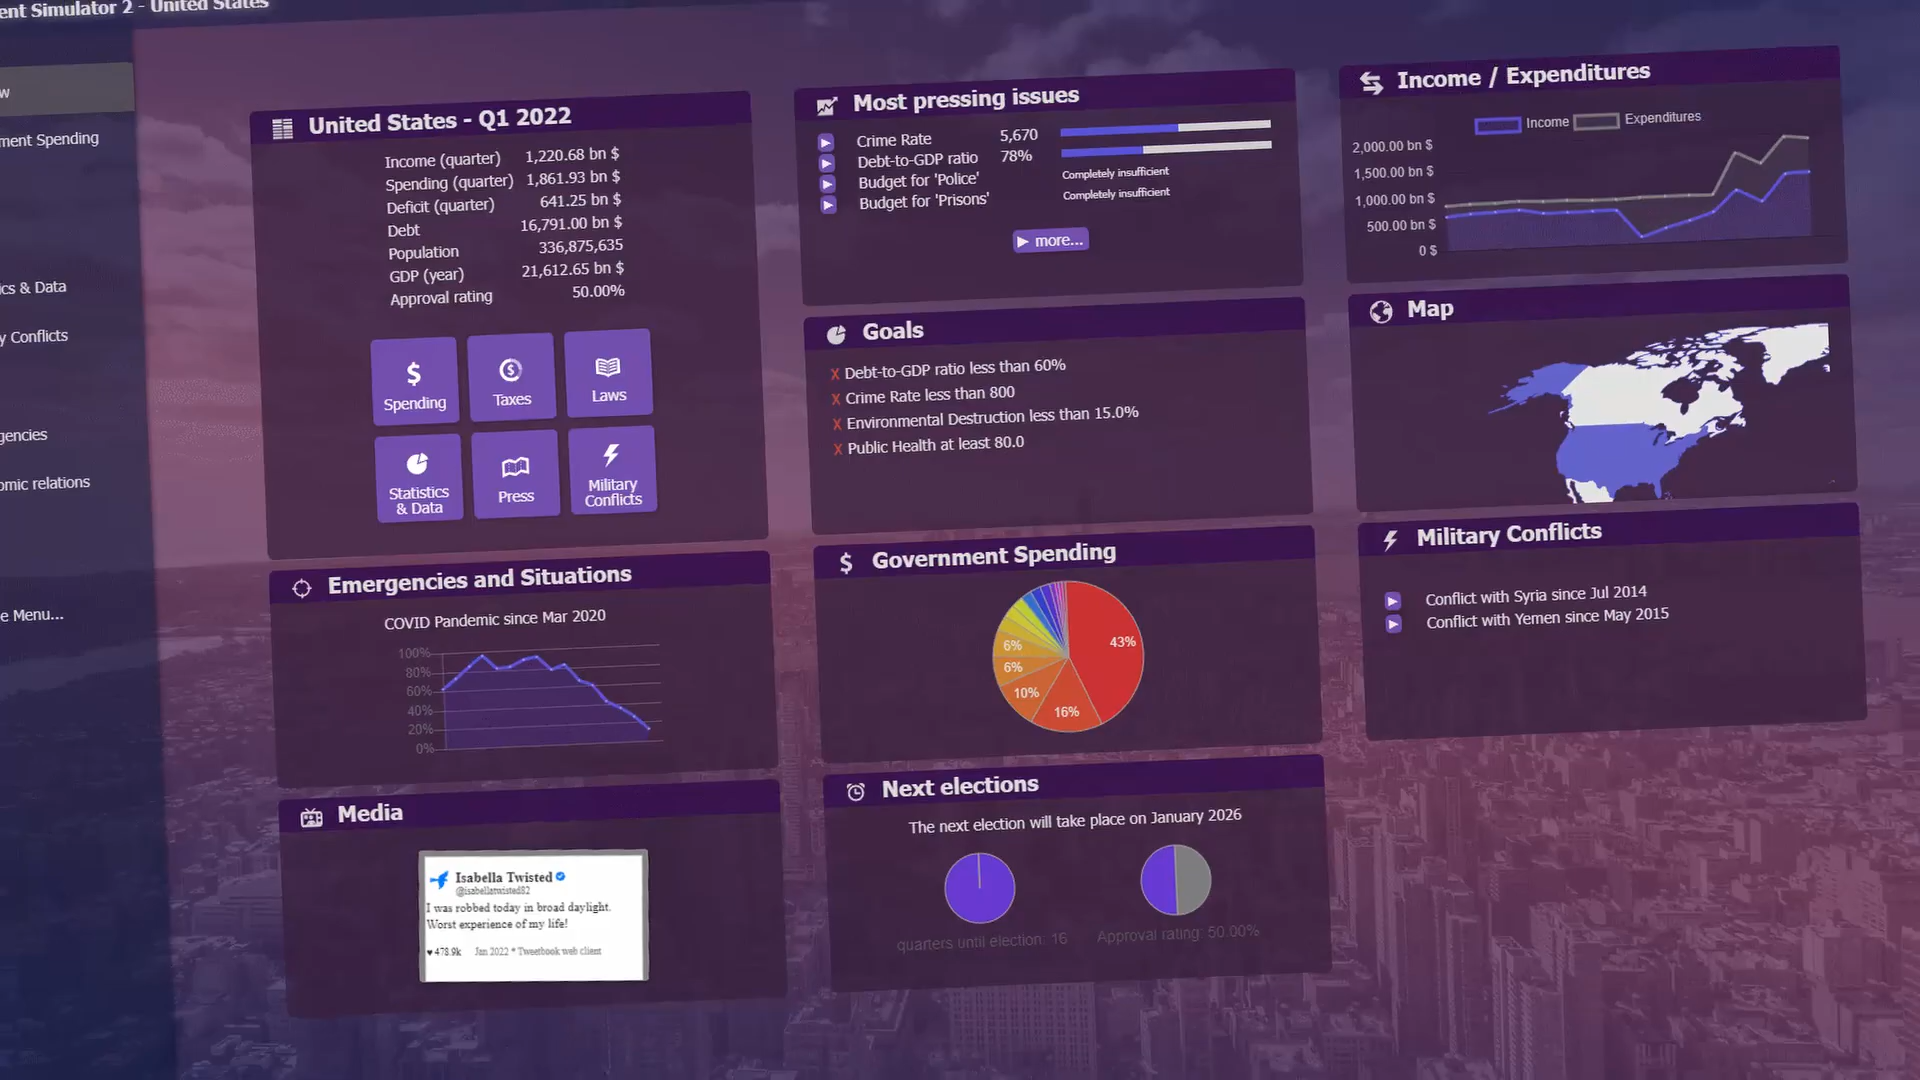 ent Simulator 2 - United States
w
ment Spending
ics & Data
y Conflicts
gencies
omic relations
e Menu...
United States - Q1 2022
Income (quarter) 1,220.68 bn $
Spending (quarter) 1,861.93 bn $
Deficit (quarter) 641.25 bn $
Debt 16,791.00 bn $
Population 336,875,635
GDP (year) 21,612.65 bn $
Approval rating 50.00%
Spending
Taxes
Laws
Statistics
& Data
Press
Military
Conflicts
Emergencies and Situations
COVID Pandemic since Mar 2020
100%
80%
60%
40%
20%
0%
Media
Isabella Twisted
@isabellatwisted82
I was robbed today in broad daylight.
Worst experience of my life!
♥ 478.9k Jan 2022 * Tweetbook web client
Most pressing issues
Crime Rate 5,670
Debt-to-GDP ratio 78%
Budget for 'Police' Completely insufficient
Budget for 'Prisons' Completely insufficient
more...
Goals
X Debt-to-GDP ratio less than 60%
X Crime Rate less than 800
X Environmental Destruction less than 15.0%
X Public Health at least 80.0
Government Spending
43%
16%
10%
6%
6%
Next elections
The next election will take place on January 2026
quarters until election: 16
Approval rating: 50.00%
Income / Expenditures
Income Expenditures
2,000.00 bn $
1,500.00 bn $
1,000.00 bn $
500.00 bn $
0 $
Map
Military Conflicts
Conflict with Syria since Jul 2014
Conflict with Yemen since May 2015